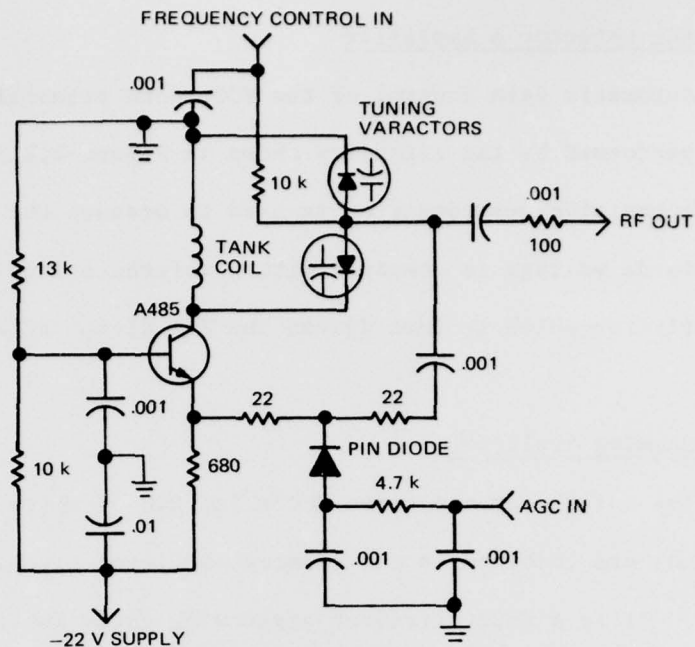 FREQUENCY CONTROL IN
.001
TUNING
VARACTORS
10 k
.001
100
RF OUT
TANK
COIL
13 k
A485
.001
.001
22
22
PIN DIODE
10 k
680
4.7 k
AGC IN
.01
.001
.001
−22 V SUPPLY